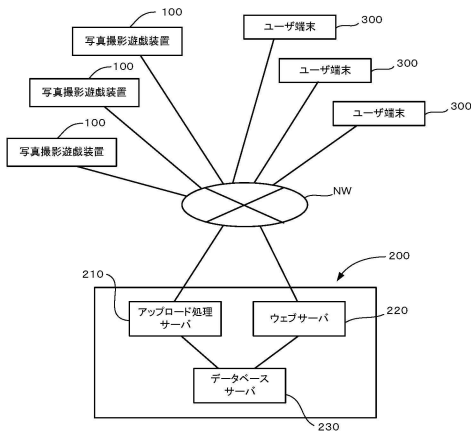 100
写真撮影遊戯装置
100
写真撮影遊戯装置
100
写真撮影遊戯装置
ユーザ端末
300
ユーザ端末
300
ユーザ端末
300
NW
200
210
アップロード処理
サーバ
ウェブサーバ
220
データベース
サーバ
230